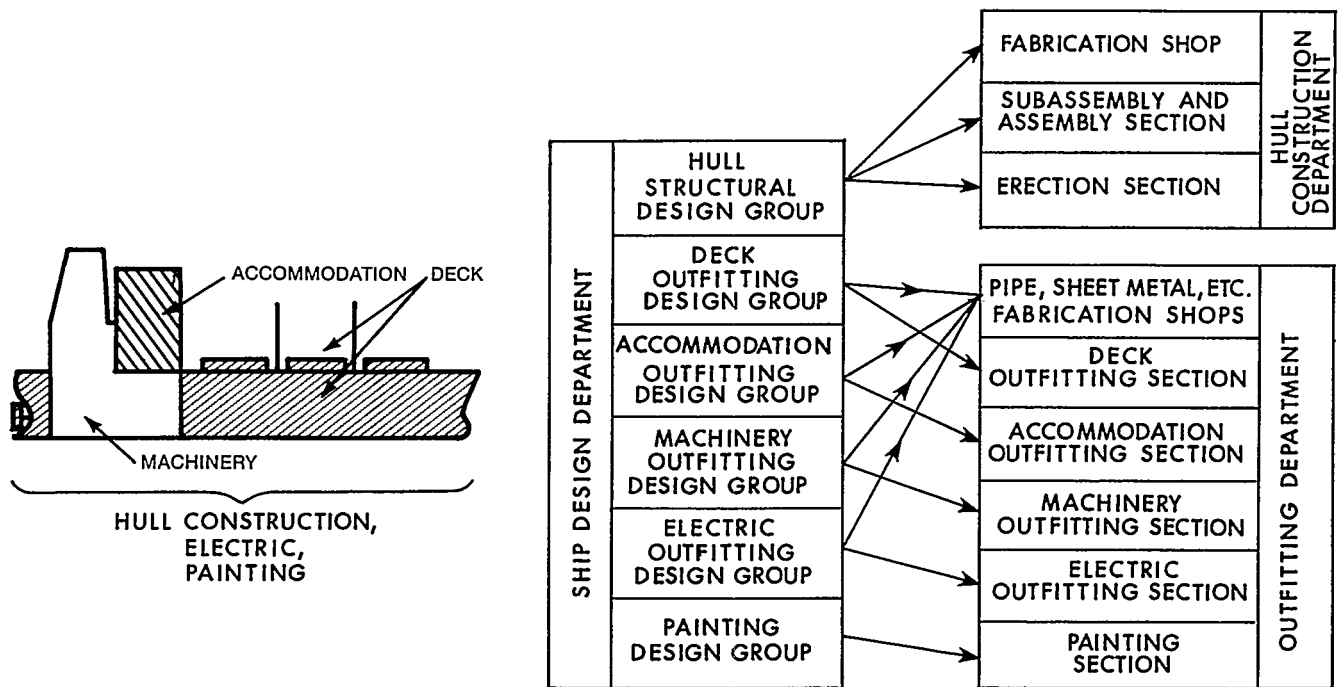 ACCOMMODATION
DECK
MACHINERY
HULL CONSTRUCTION,
ELECTRIC,
PAINTING
SHIP DESIGN DEPARTMENT
HULL
STRUCTURAL
DESIGN GROUP
DECK
OUTFITTING
DESIGN GROUP
ACCOMMODATION
OUTFITTING
DESIGN GROUP
MACHINERY
OUTFITTING
DESIGN GROUP
ELECTRIC
OUTFITTING
DESIGN GROUP
PAINTING
DESIGN GROUP
FABRICATION SHOP
SUBASSEMBLY AND
ASSEMBLY SECTION
ERECTION SECTION
HULL
CONSTRUCTION
DEPARTMENT
PIPE, SHEET METAL, ETC.
FABRICATION SHOPS
DECK
OUTFITTING SECTION
ACCOMMODATION
OUTFITTING SECTION
MACHINERY
OUTFITTING SECTION
ELECTRIC
OUTFITTING SECTION
PAINTING
SECTION
OUTFITTING DEPARTMENT